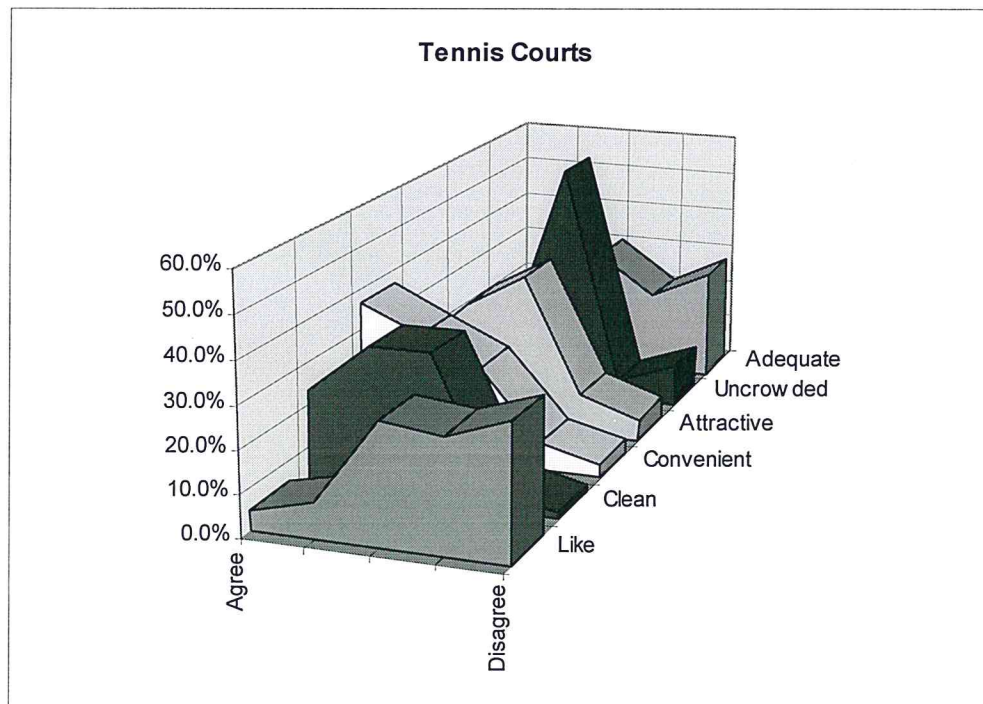 Tennis Courts
60.0%
50.0%
40.0%
30.0%
20.0%
10.0%
0.0%
Agree
Disagree
Like
Clean
Convenient
Attractive
Uncrow ded
Adequate